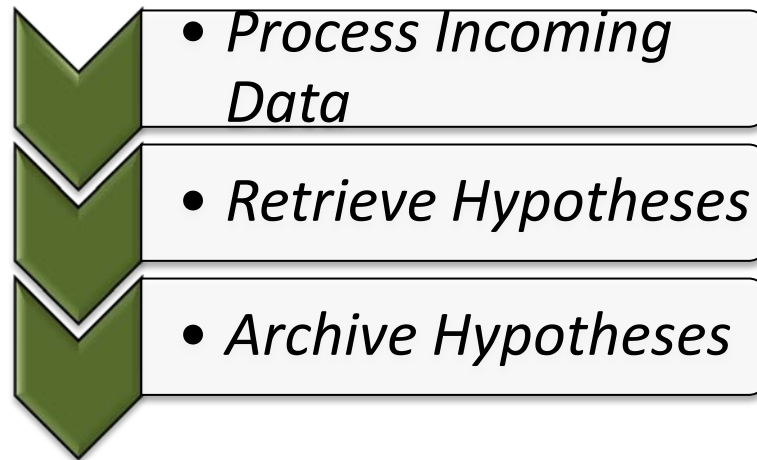 • Process Incoming
Data
• Retrieve Hypotheses
• Archive Hypotheses